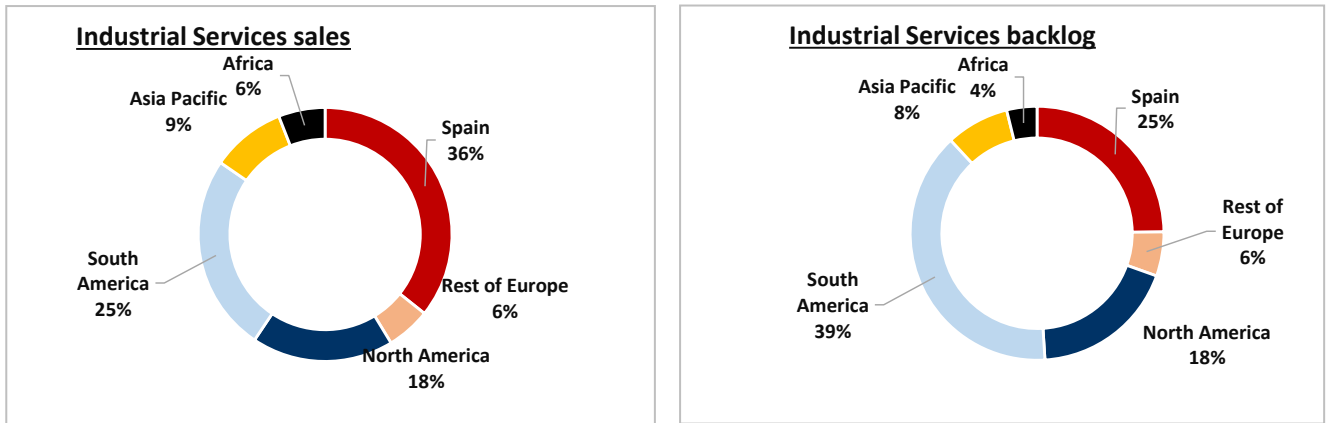 Industrial Services sales
Africa
6%
Asia Pacific
9%
Spain
36%
South
America
25%
Rest of Europe
6%
North America
18%
Industrial Services backlog
Africa
4%
Asia Pacific
8%
Spain
25%
Rest of
Europe
6%
South
America
39%
North America
18%